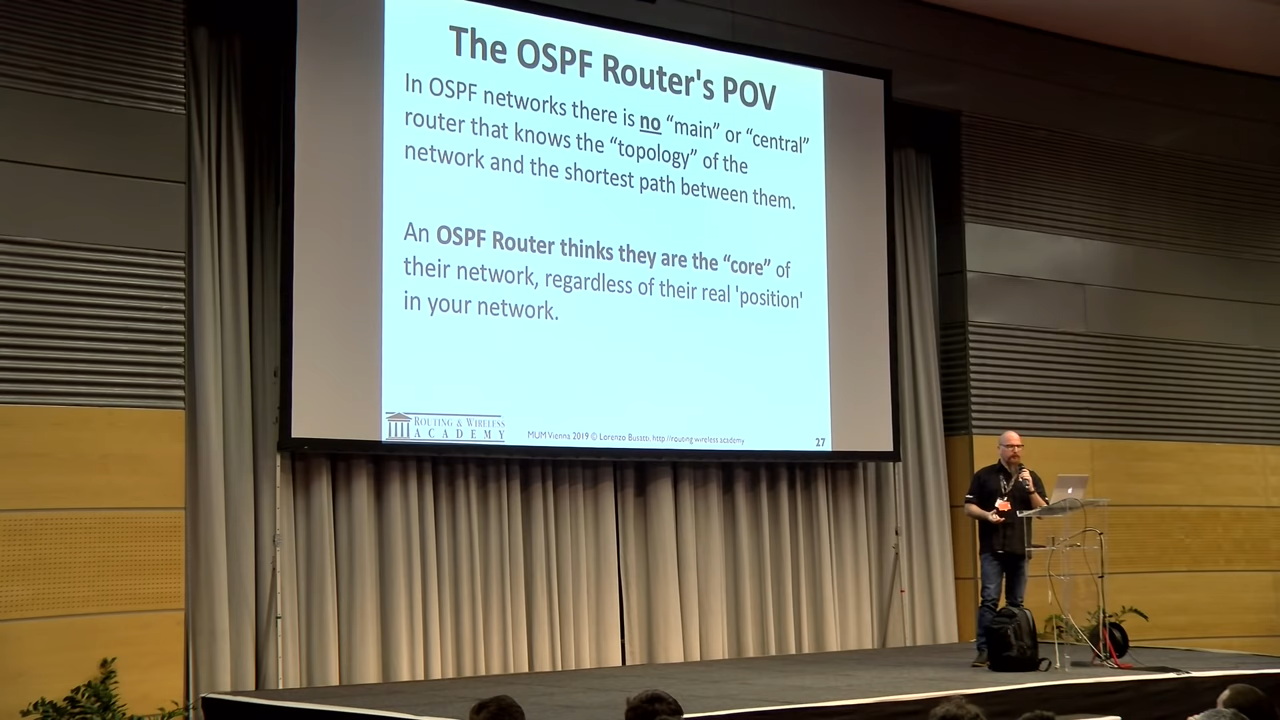 The OSPF Router's POV
In OSPF networks there is no “main” or “central”
router that knows the “topology” of the
network and the shortest path between them.
An OSPF Router thinks they are the “core” of
their network, regardless of their real 'position'
in your network.
ROUTING & WIRELESS
ACADEMY
MUM Vienna 2019 © Lorenzo Busatti, http://routing.wireless.academy
27